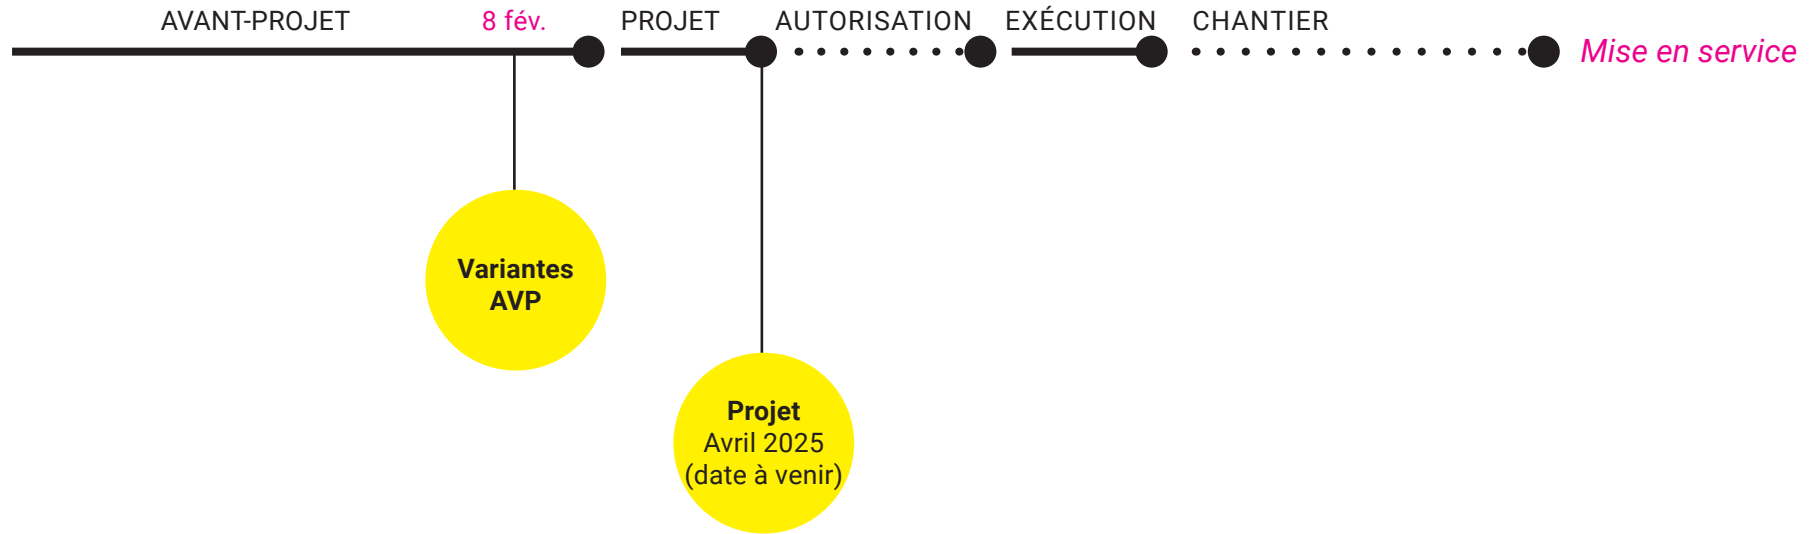 AVANT-PROJET
8 fév.
PROJET
AUTORISATION
EXÉCUTION
CHANTIER
Mise en service
Variantes
AVP
Projet
Avril 2025
(date à venir)